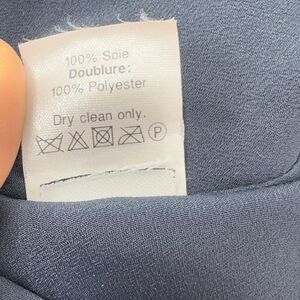 100% Soie
Doublure:
100% Polyester
Dry clean only.
P